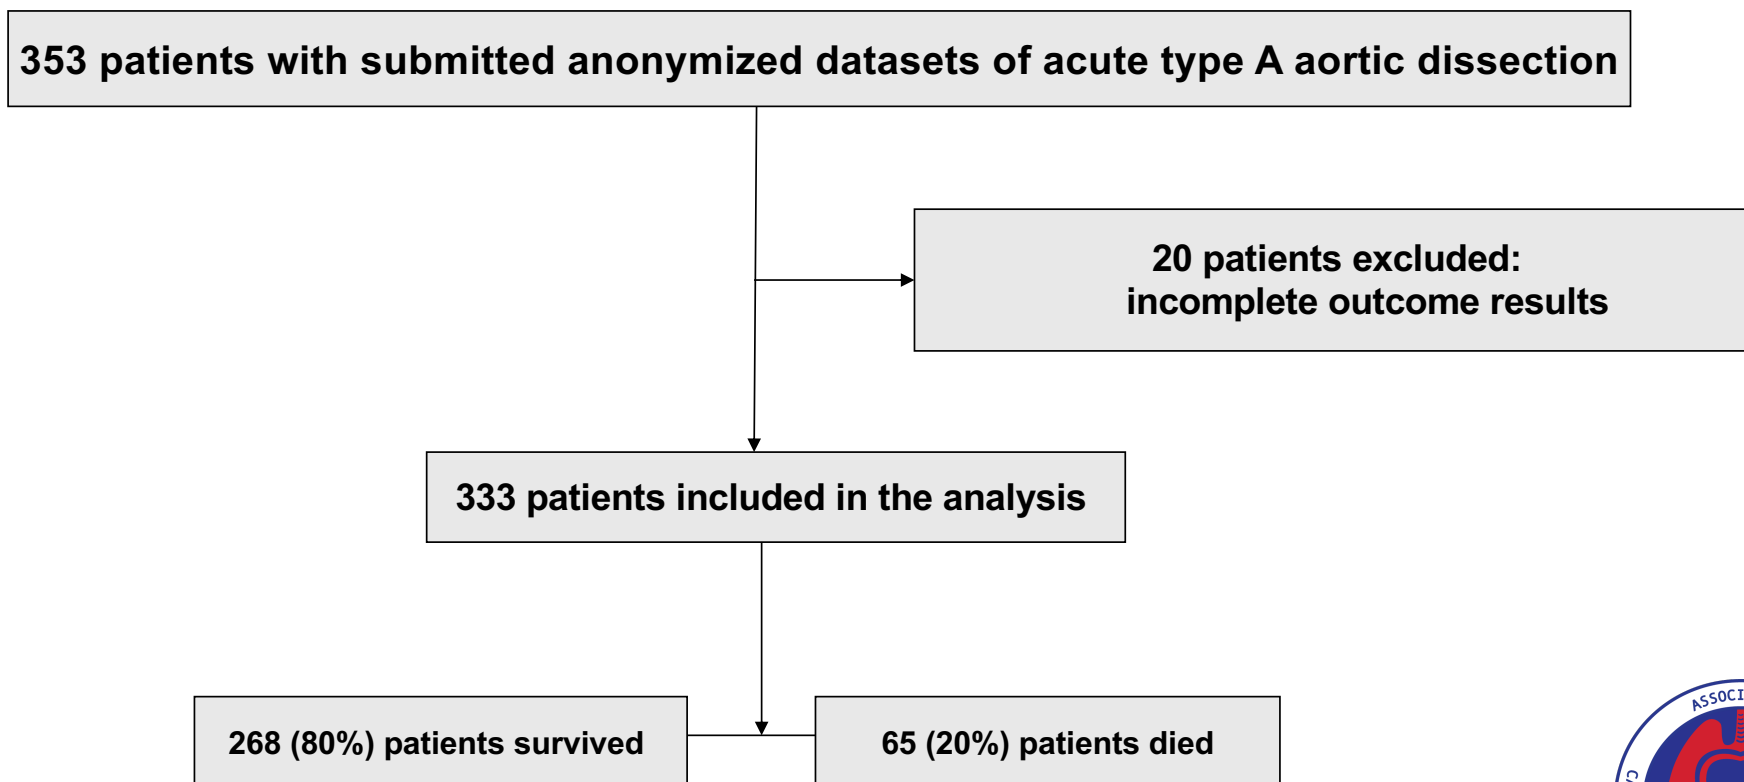 353 patients with submitted anonymized datasets of acute type A aortic dissection
20 patients excluded:
incomplete outcome results
333 patients included in the analysis
268 (80%) patients survived
65 (20%) patients died